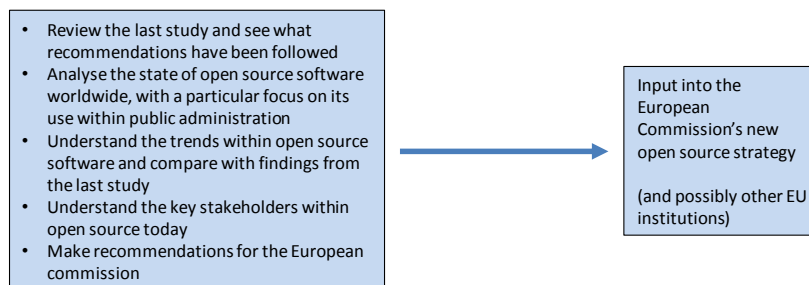 • Review the last study and see what
recommendations have been followed
• Analyse the state of open source software
worldwide, with a particular focus on its
use within public administration
• Understand the trends within open source
software and compare with findings from
the last study
• Understand the key stakeholders within
open source today
• Make recommendations for the European
commission
Input into the
European
Commission's new
open source strategy
(and possibly other EU
institutions)